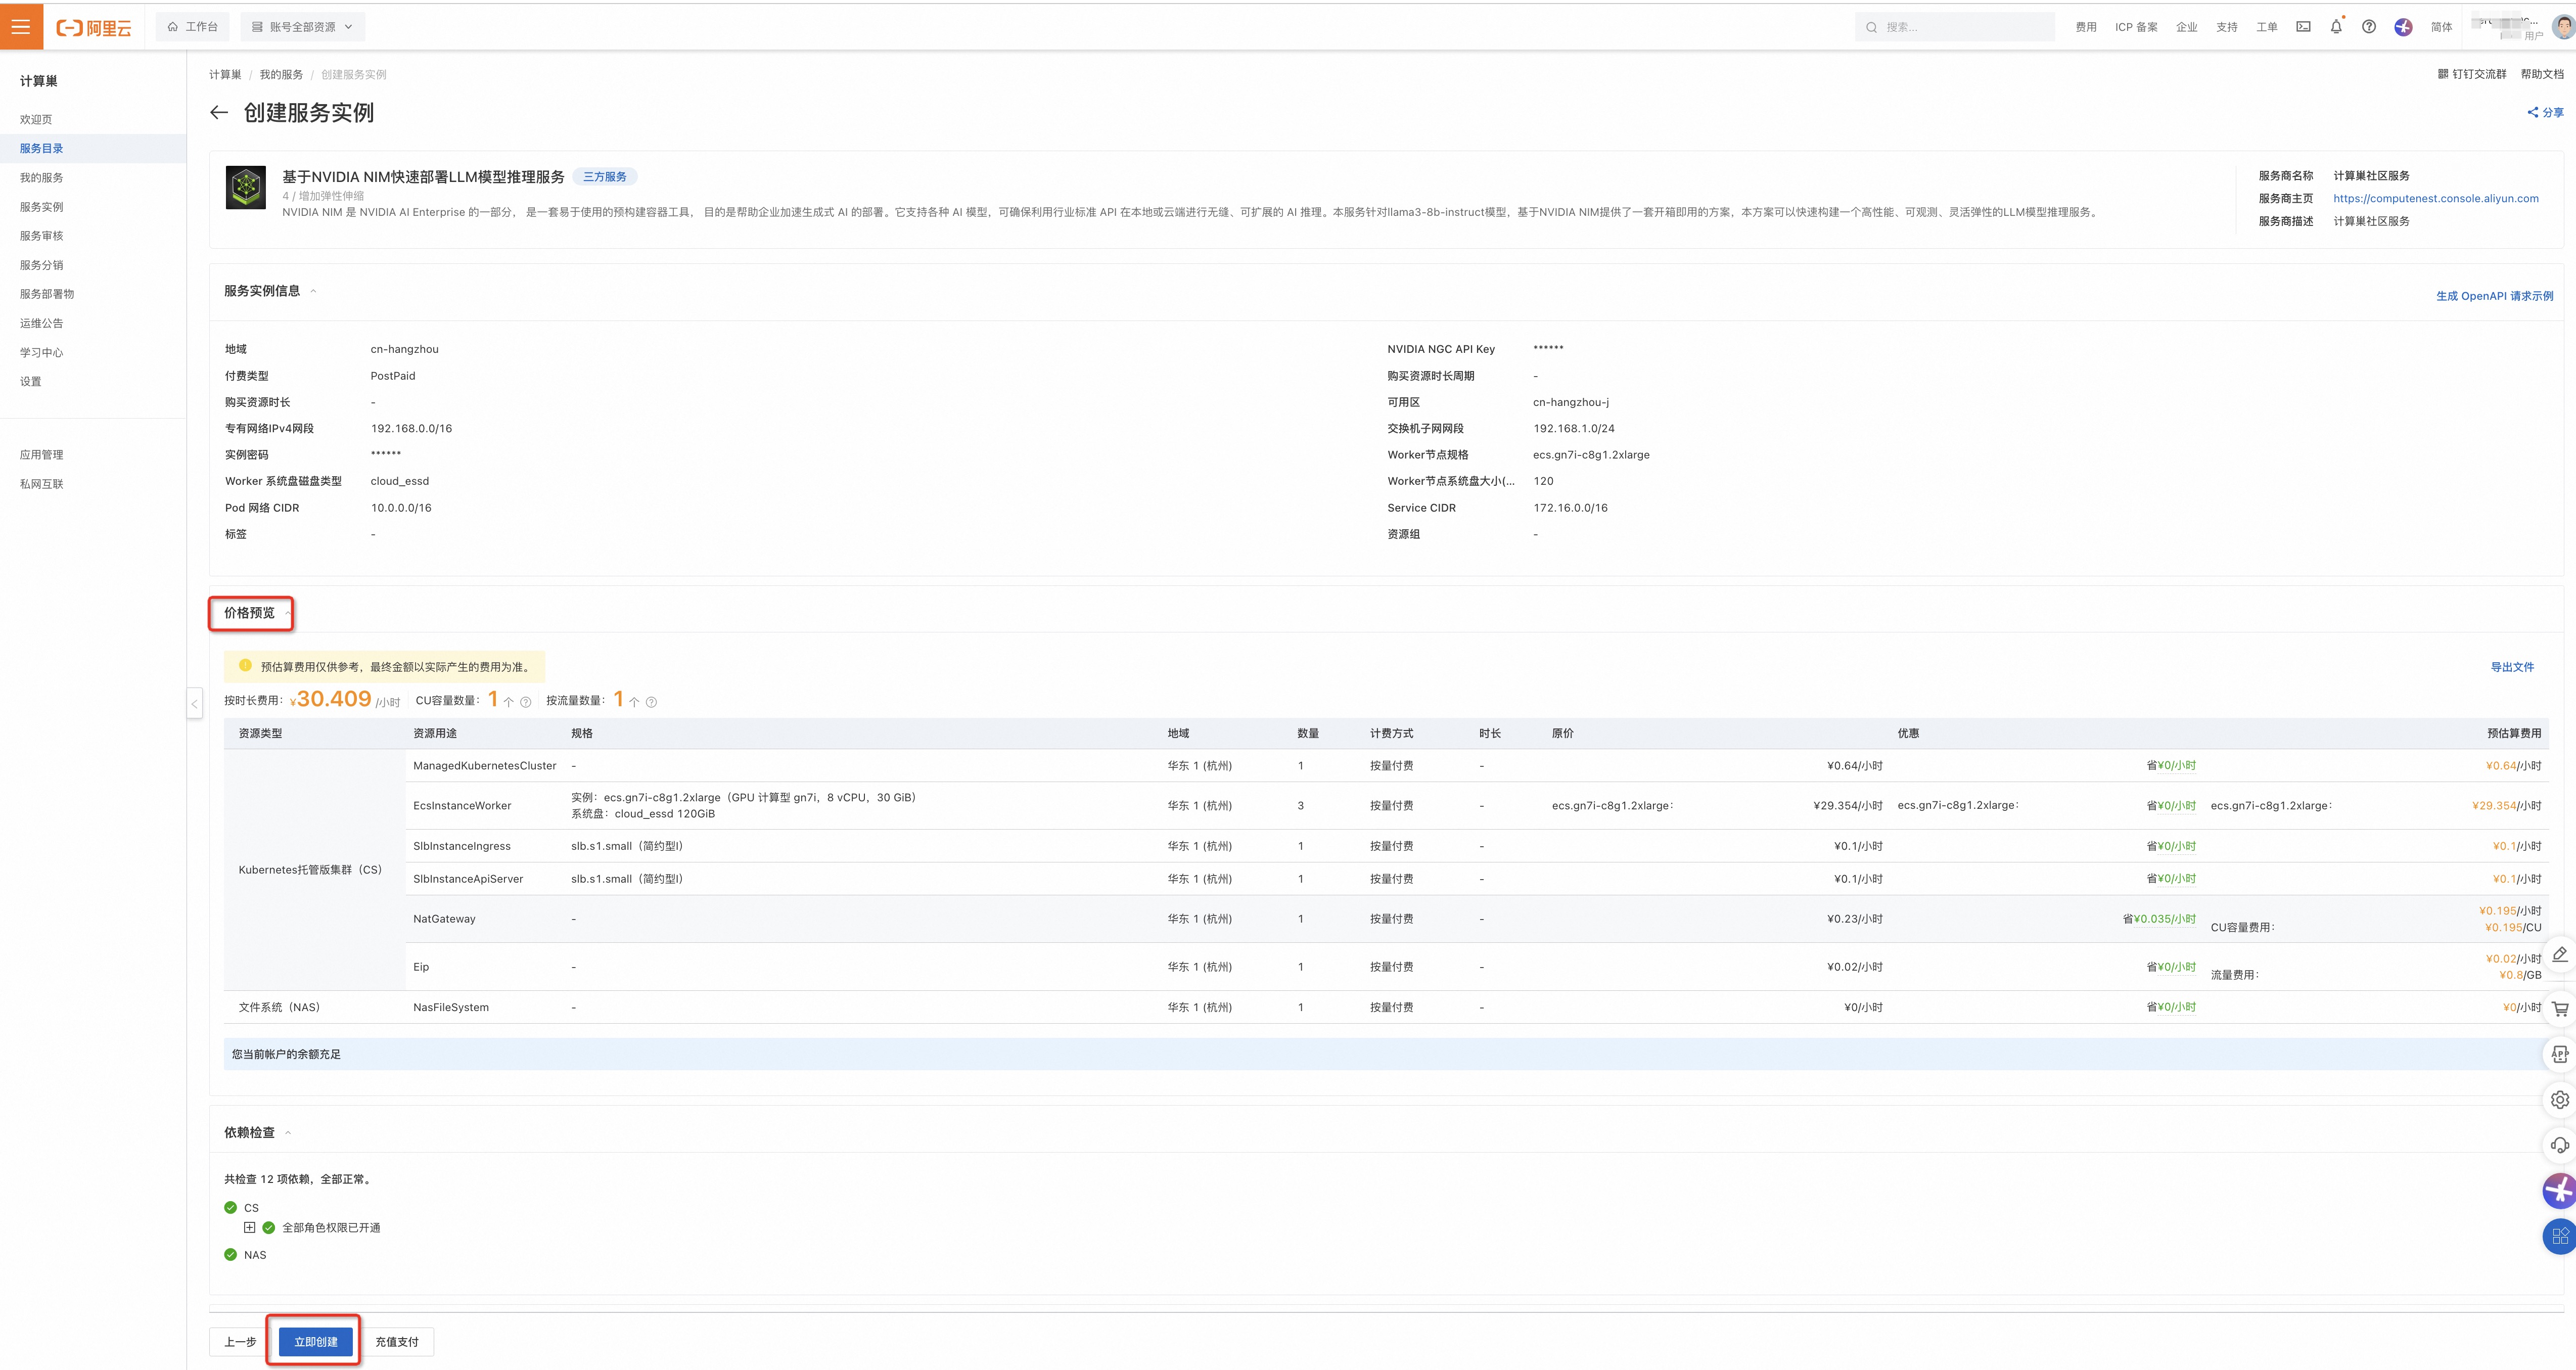 阿里云
工作台
账号全部资源
搜索...
费用
ICP 备案
企业
支持
工单
简体
用户
计算巢
欢迎页
服务目录
我的服务
服务实例
服务审核
服务分销
服务部署物
运维公告
学习中心
设置
应用管理
私网互联
计算巢 / 我的服务 / 创建服务实例
钉钉交流群 帮助文档
创建服务实例
分享
基于NVIDIA NIM快速部署LLM模型推理服务 三方服务
4 / 增加弹性伸缩
NVIDIA NIM 是 NVIDIA AI Enterprise 的一部分， 是一套易于使用的预构建容器工具， 目的是帮助企业加速生成式 AI 的部署。它支持各种 AI 模型，可确保利用行业标准 API 在本地或云端进行无缝、可扩展的 AI 推理。本服务针对llama3-8b-instruct模型，基于NVIDIA NIM提供了一套开箱即用的方案，本方案可以快速构建一个高性能、可观测、灵活弹性的LLM模型推理服务。
服务商名称 计算巢社区服务
服务商主页 https://computenest.console.aliyun.com
服务商描述 计算巢社区服务
服务实例信息
生成 OpenAPI 请求示例
地域 cn-hangzhou
NVIDIA NGC API Key ******
付费类型 PostPaid
购买资源时长周期 -
购买资源时长 -
可用区 cn-hangzhou-j
专有网络IPv4网段 192.168.0.0/16
交换机子网网段 192.168.1.0/24
实例密码 ******
Worker节点规格 ecs.gn7i-c8g1.2xlarge
Worker 系统盘磁盘类型 cloud_essd
Worker节点系统盘大小(... 120
Pod 网络 CIDR 10.0.0.0/16
Service CIDR 172.16.0.0/16
标签 -
资源组 -
价格预览
预估算费用仅供参考，最终金额以实际产生的费用为准。
导出文件
按时长费用： ¥30.409 /小时 CU容量数量： 1 个 按流量数量： 1 个
资源类型 资源用途 规格 地域 数量 计费方式 时长 原价 优惠 预估算费用
Kubernetes托管版集群（CS）
ManagedKubernetesCluster - 华东 1 (杭州) 1 按量付费 - ¥0.64/小时 省¥0/小时 ¥0.64/小时
EcsInstanceWorker 实例：ecs.gn7i-c8g1.2xlarge（GPU 计算型 gn7i，8 vCPU，30 GiB）
系统盘：cloud_essd 120GiB
华东 1 (杭州) 3 按量付费 - ecs.gn7i-c8g1.2xlarge： ¥29.354/小时 ecs.gn7i-c8g1.2xlarge： 省¥0/小时 ecs.gn7i-c8g1.2xlarge： ¥29.354/小时
SlbInstanceIngress slb.s1.small（简约型I） 华东 1 (杭州) 1 按量付费 - ¥0.1/小时 省¥0/小时 ¥0.1/小时
SlbInstanceApiServer slb.s1.small（简约型I） 华东 1 (杭州) 1 按量付费 - ¥0.1/小时 省¥0/小时 ¥0.1/小时
NatGateway - 华东 1 (杭州) 1 按量付费 - ¥0.23/小时 省¥0.035/小时 ¥0.195/小时
CU容量费用： ¥0.195/CU
Eip - 华东 1 (杭州) 1 按量付费 - ¥0.02/小时 省¥0/小时 ¥0.02/小时
流量费用： ¥0.8/GB
文件系统（NAS） NasFileSystem - 华东 1 (杭州) 1 按量付费 - ¥0/小时 省¥0/小时 ¥0/小时
您当前帐户的余额充足
依赖检查
共检查 12 项依赖，全部正常。
CS
全部角色权限已开通
NAS
上一步 立即创建 充值支付
APP